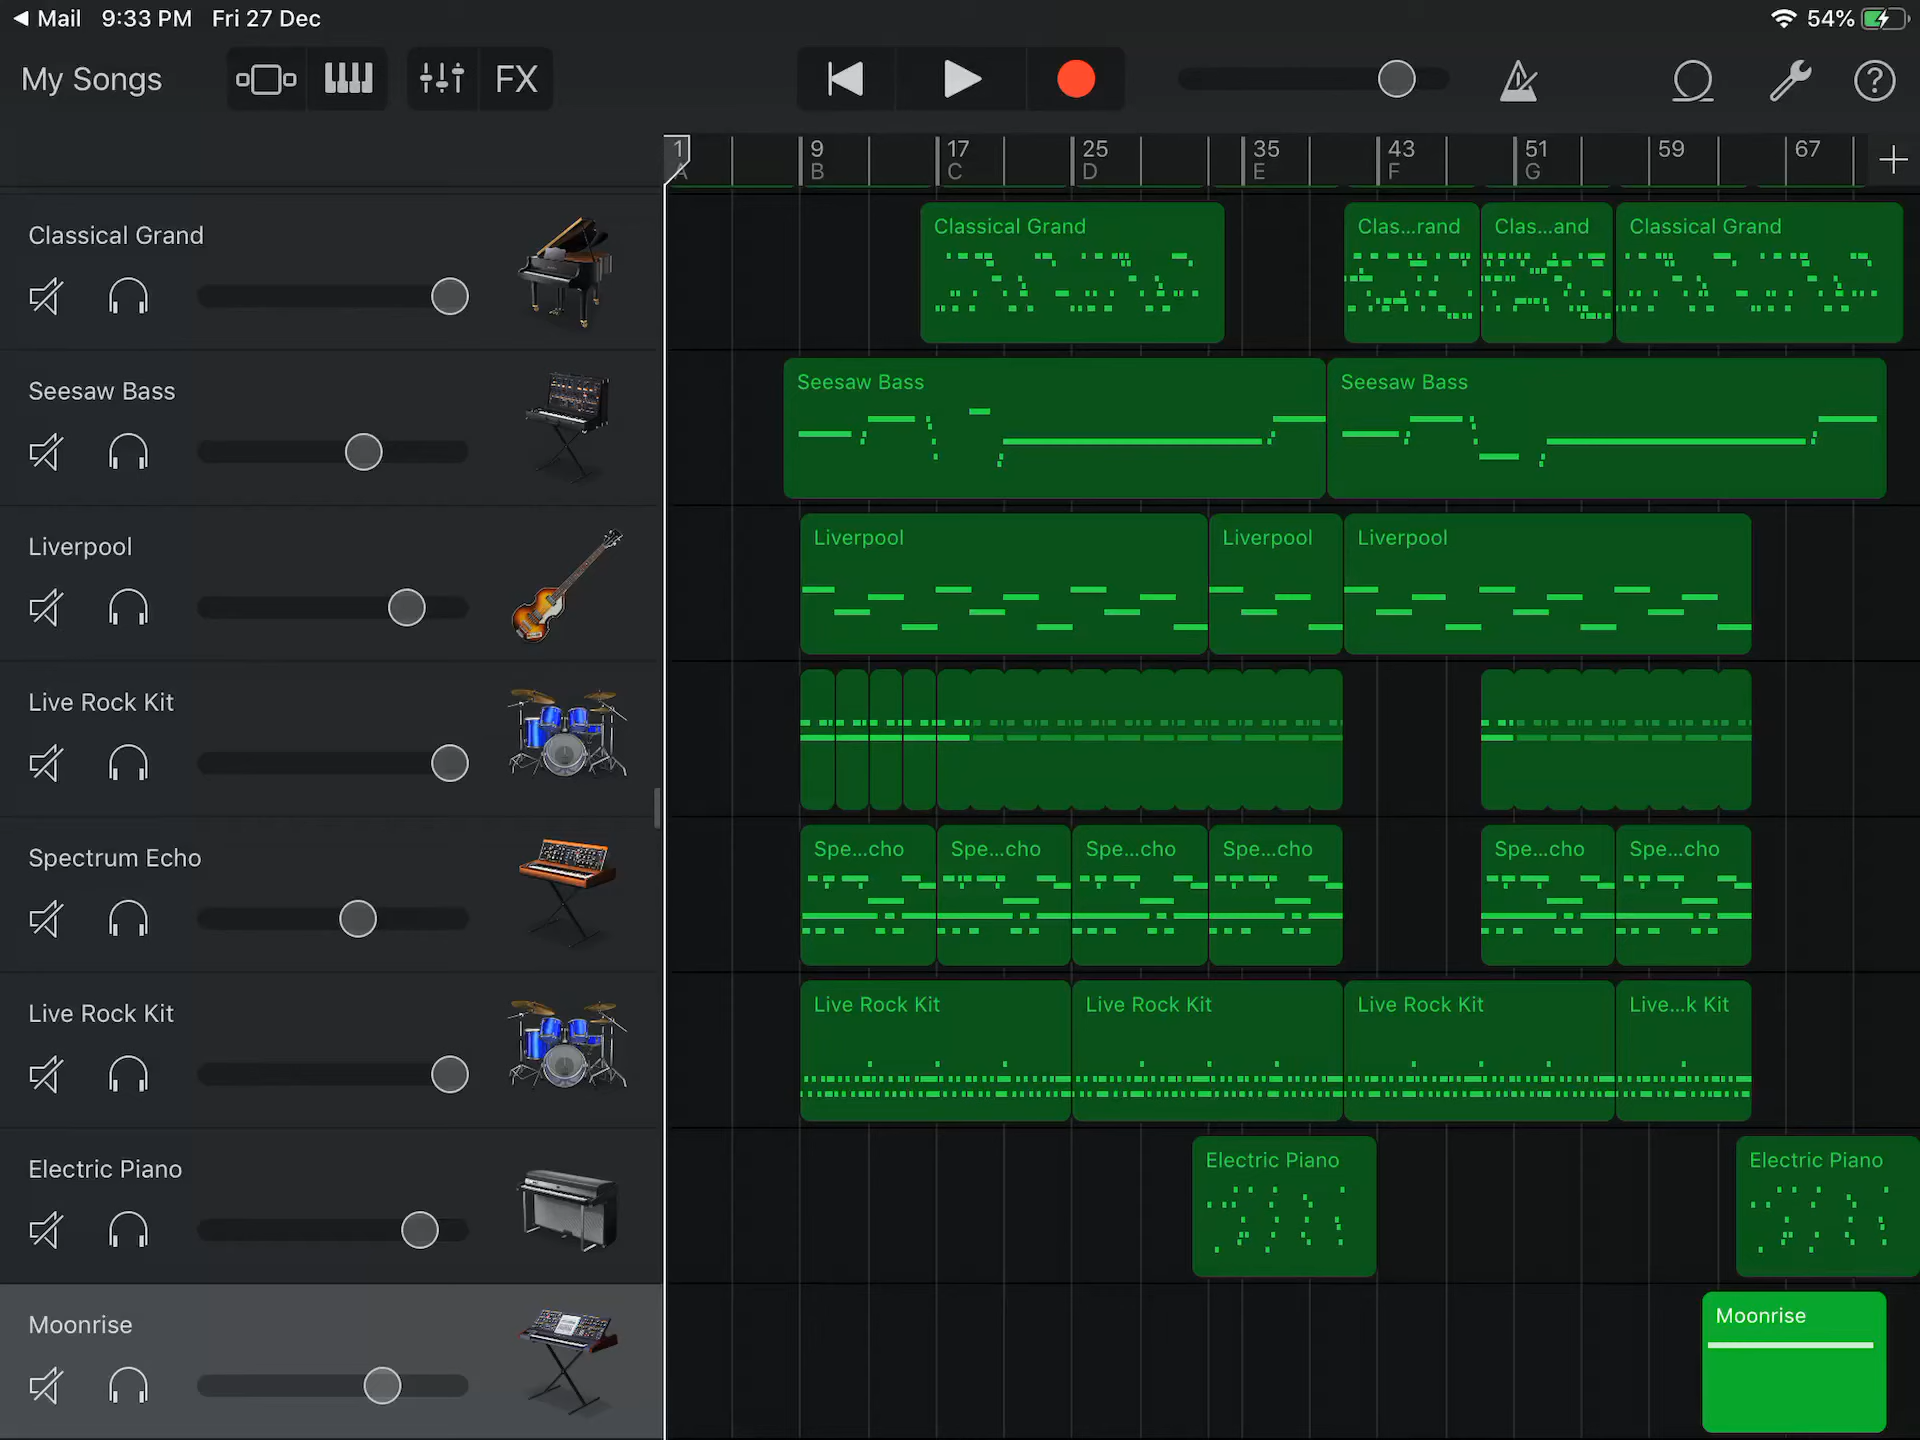 Mail 9:33 PM Fri 27 Dec 54%
My Songs FX
1 9 17 25 35 43 51 59 67
A B C D E F G
Classical Grand
Classical Grand Clas...rand Clas...and Classical Grand
Seesaw Bass
Seesaw Bass Seesaw Bass
Liverpool
Liverpool Liverpool Liverpool
Live Rock Kit
Spectrum Echo
Spe...cho Spe...cho Spe...cho Spe...cho Spe...cho Spe...cho
Live Rock Kit
Live Rock Kit Live Rock Kit Live Rock Kit Live...k Kit
Electric Piano
Electric Piano Electric Piano
Moonrise
Moonrise